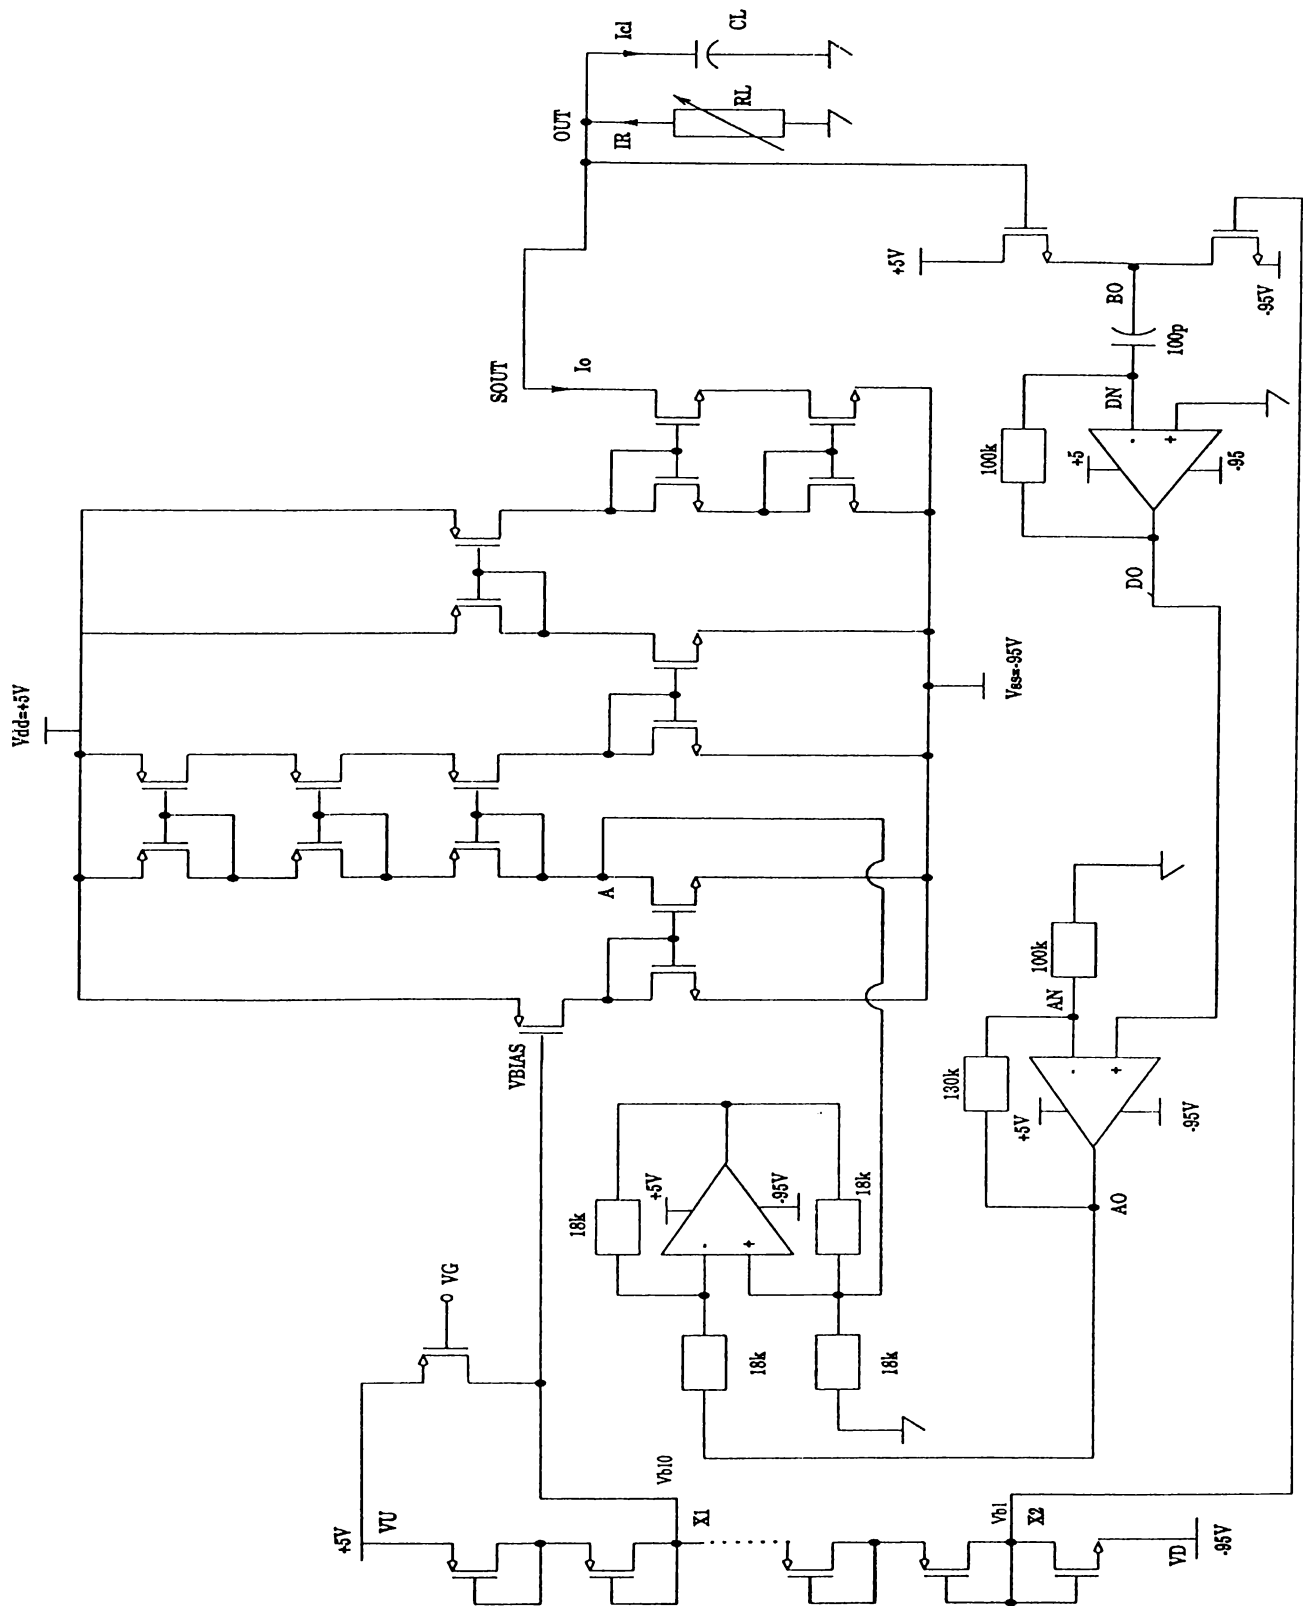 Icl
CL
OUT
IR
RL
SOUT
Io
+5V
BO
-95V
100p
DN
100k
+5
-
+
-95
DO
Vdd=+5V
Vss=-95V
A
VBIAS
100k
AN
130k
+5V
-
+
-95V
AO
18k
+5V
-
+
-95V
18k
18k
18k
VG
+5V
VU
Vb10
X1
Vb1
X2
VD
-95V